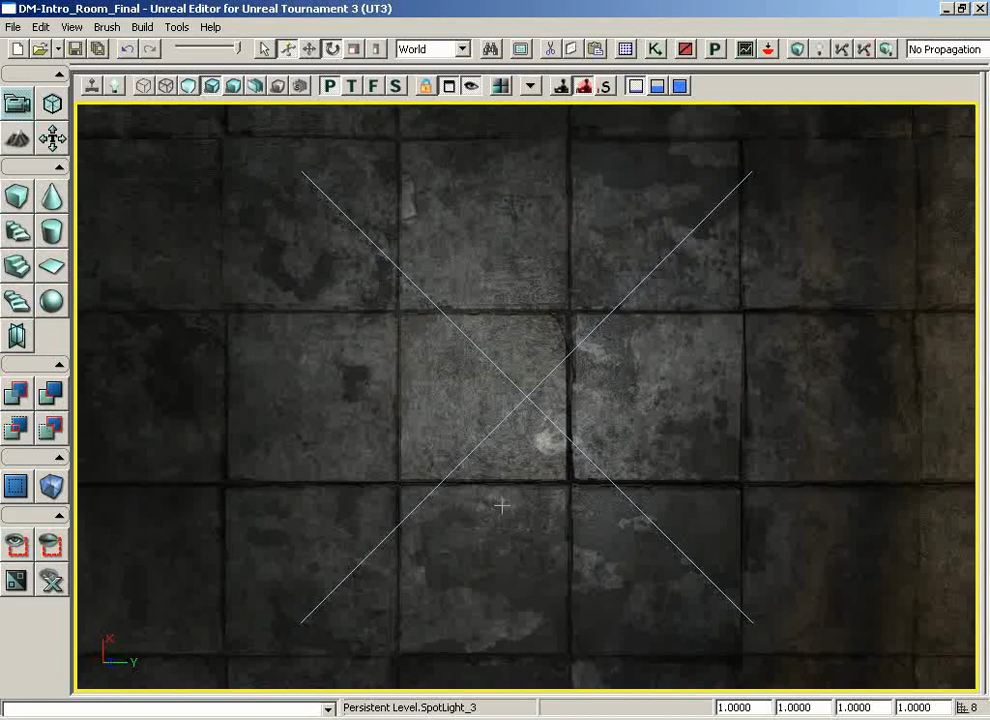 DM-Intro_Room_Final - Unreal Editor for Unreal Tournament 3 (UT3)
File Edit View Brush Build Tools Help
World P No Propagation
P T F S S
X Y
Persistent Level.SpotLight_3 1.0000 1.0000 1.0000 1.0000 8